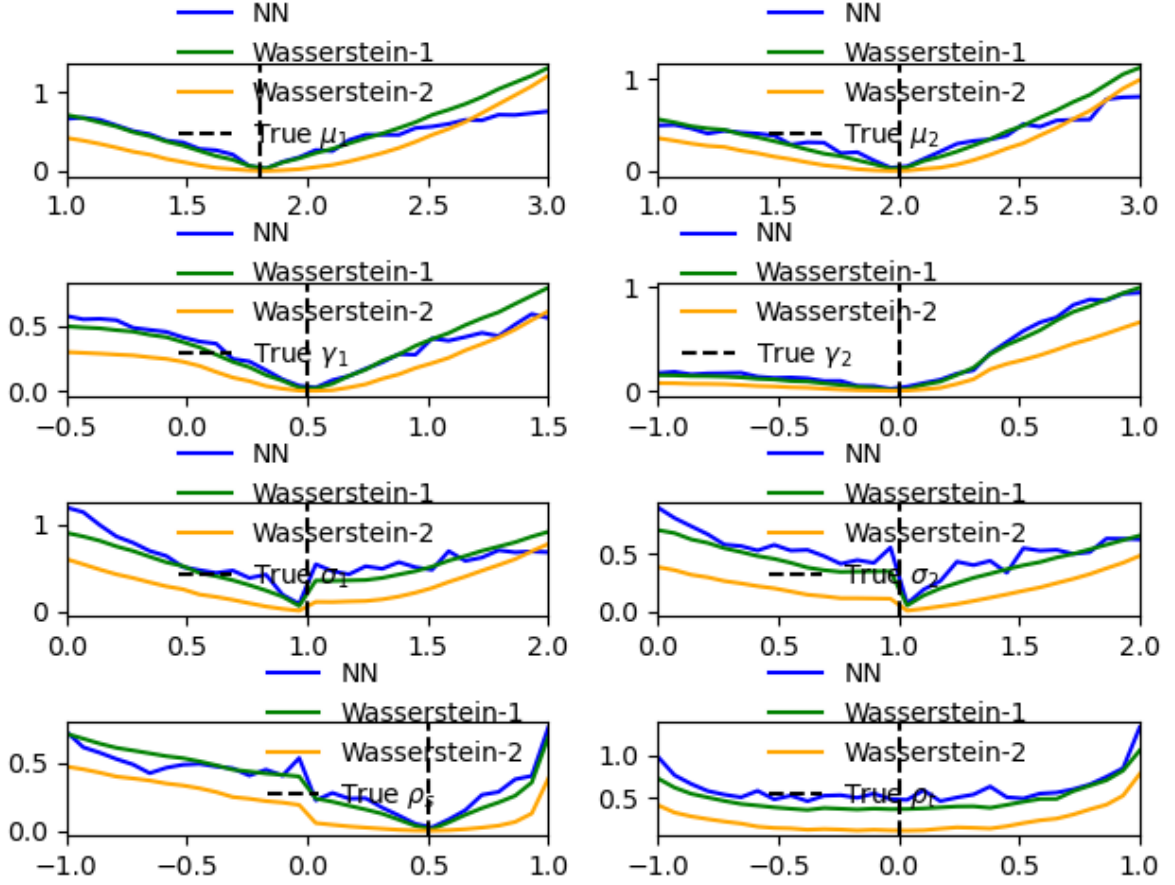 NN
Wasserstein-1
Wasserstein-2
True μ₁
1
0
1.0 1.5 2.0 2.5 3.0
NN
Wasserstein-1
Wasserstein-2
True μ₂
1
0
1.0 1.5 2.0 2.5 3.0
NN
Wasserstein-1
Wasserstein-2
True γ₁
0.5
0.0
−0.5 0.0 0.5 1.0 1.5
NN
Wasserstein-1
Wasserstein-2
True γ₂
1
0
−1.0 −0.5 0.0 0.5 1.0
NN
Wasserstein-1
Wasserstein-2
True σ₁
1
0
0.0 0.5 1.0 1.5 2.0
NN
Wasserstein-1
Wasserstein-2
True σ₂
0.5
0.0
0.0 0.5 1.0 1.5 2.0
NN
Wasserstein-1
Wasserstein-2
True ρₛ
0.5
0.0
−1.0 −0.5 0.0 0.5 1.0
NN
Wasserstein-1
Wasserstein-2
True
1.0
0.5
−1.0 −0.5 0.0 0.5 1.0